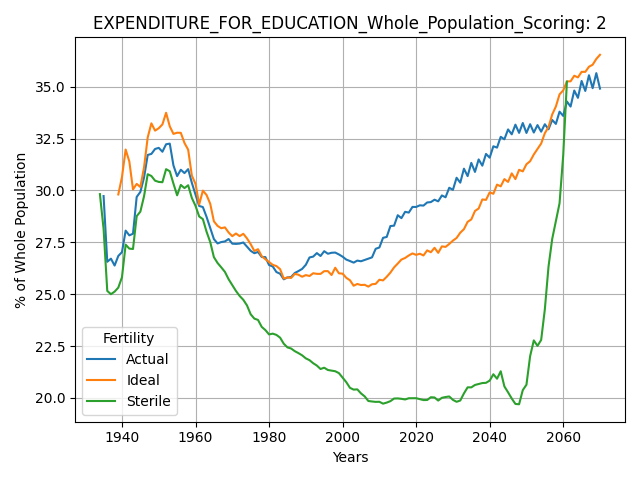 EXPENDITURE_FOR_EDUCATION_Whole_Population_Scoring: 2
% of Whole Population
35.0
32.5
30.0
27.5
25.0
22.5
20.0
Fertility
Actual
Ideal
Sterile
1940 1960 1980 2000 2020 2040 2060
Years